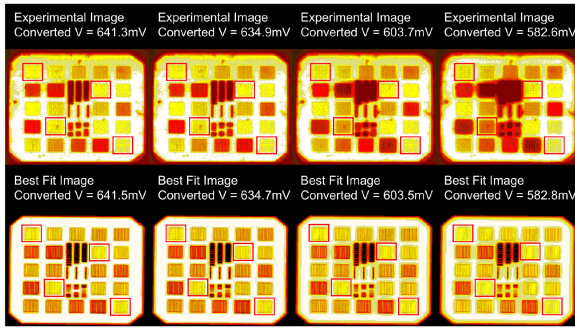 Experimental Image
Converted V = 641.3mV
Experimental Image
Converted V = 634.9mV
Experimental Image
Converted V = 603.7mV
Experimental Image
Converted V = 582.6mV
Best Fit Image
Converted V = 641.5mV
Best Fit Image
Converted V = 634.7mV
Best Fit Image
Converted V = 603.5mV
Best Fit Image
Converted V = 582.8mV